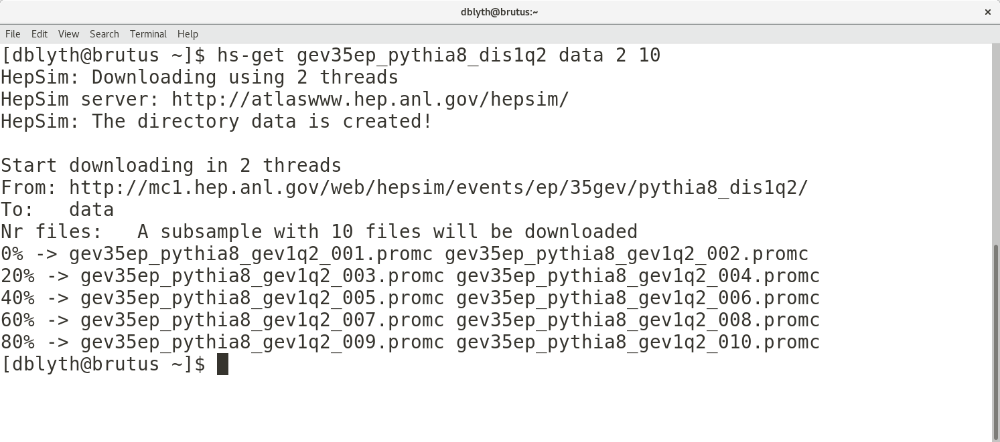 dblyth@brutus:~ ×
File Edit View Search Terminal Help
[dblyth@brutus ~]$ hs-get gev35ep_pythia8_dis1q2 data 2 10
HepSim: Downloading using 2 threads
HepSim server: http://atlaswww.hep.anl.gov/hepsim/
HepSim: The directory data is created!
Start downloading in 2 threads
From: http://mc1.hep.anl.gov/web/hepsim/events/ep/35gev/pythia8_dis1q2/
To:   data
Nr files:   A subsample with 10 files will be downloaded
0% -> gev35ep_pythia8_gev1q2_001.promc gev35ep_pythia8_gev1q2_002.promc
20% -> gev35ep_pythia8_gev1q2_003.promc gev35ep_pythia8_gev1q2_004.promc
40% -> gev35ep_pythia8_gev1q2_005.promc gev35ep_pythia8_gev1q2_006.promc
60% -> gev35ep_pythia8_gev1q2_007.promc gev35ep_pythia8_gev1q2_008.promc
80% -> gev35ep_pythia8_gev1q2_009.promc gev35ep_pythia8_gev1q2_010.promc
[dblyth@brutus ~]$